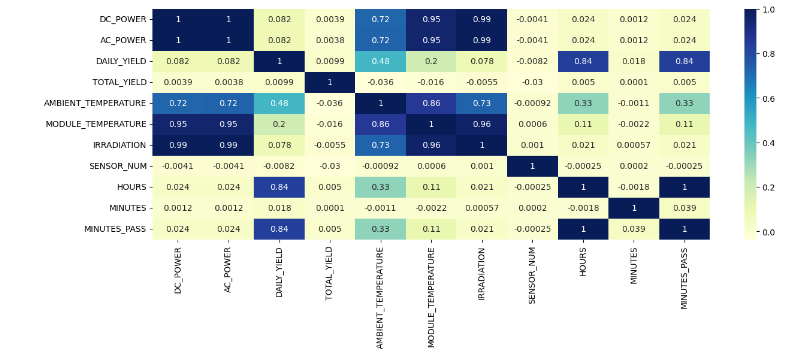 DC_POWER 1 1 0.082 0.0039 0.72 0.95 0.99 -0.0041 0.024 0.0012 0.024
AC_POWER 1 1 0.082 0.0038 0.72 0.95 0.99 -0.0041 0.024 0.0012 0.024
DAILY_YIELD 0.082 0.082 1 0.0099 0.48 0.2 0.078 -0.0082 0.84 0.018 0.84
TOTAL_YIELD 0.0039 0.0038 0.0099 1 -0.036 -0.016 -0.0055 -0.03 0.005 0.0001 0.005
AMBIENT_TEMPERATURE 0.72 0.72 0.48 -0.036 1 0.86 0.73 -0.00092 0.33 -0.0011 0.33
MODULE_TEMPERATURE 0.95 0.95 0.2 -0.016 0.86 1 0.96 0.0006 0.11 -0.0022 0.11
IRRADIATION 0.99 0.99 0.078 -0.0055 0.73 0.96 1 0.001 0.021 0.00057 0.021
SENSOR_NUM -0.0041 -0.0041 -0.0082 -0.03 -0.00092 0.0006 0.001 1 -0.00025 0.0002 -0.00025
HOURS 0.024 0.024 0.84 0.005 0.33 0.11 0.021 -0.00025 1 -0.0018 1
MINUTES 0.0012 0.0012 0.018 0.0001 -0.0011 -0.0022 0.00057 0.0002 -0.0018 1 0.039
MINUTES_PASS 0.024 0.024 0.84 0.005 0.33 0.11 0.021 -0.00025 1 0.039 1
DC_POWER
AC_POWER
DAILY_YIELD
TOTAL_YIELD
AMBIENT_TEMPERATURE
MODULE_TEMPERATURE
IRRADIATION
SENSOR_NUM
HOURS
MINUTES
MINUTES_PASS
1.0
0.8
0.6
0.4
0.2
0.0